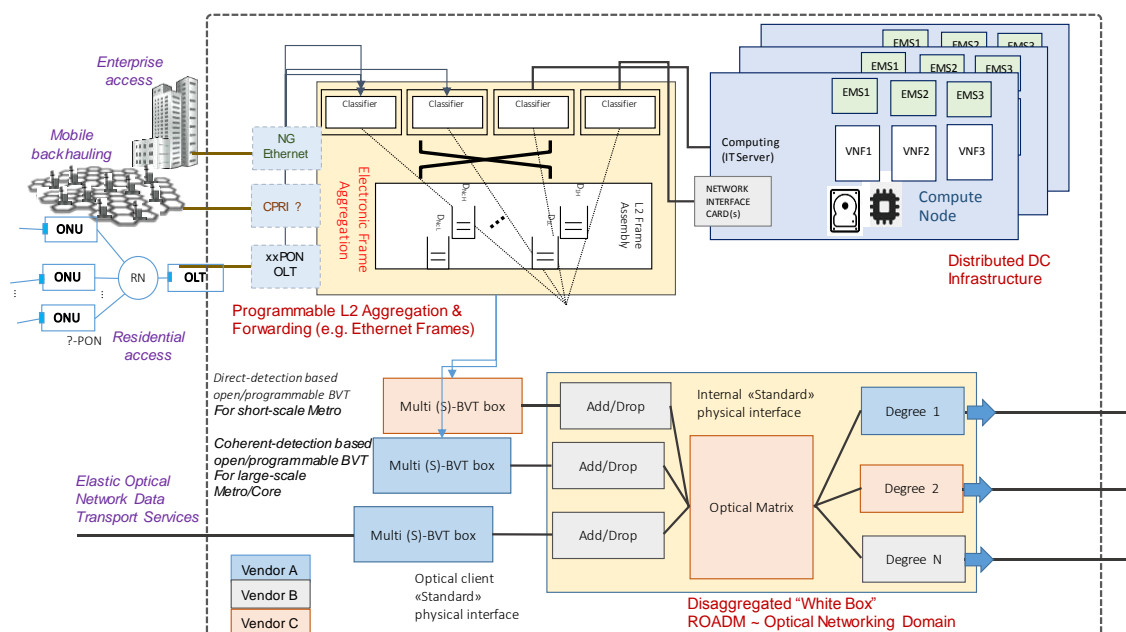 Enterprise
access
Mobile
backhauling
NG
Ethernet
CPRI ?
xxPON
OLT
ONU
ONU
ONU
RN
OLT
?-PON
Residential
access
Classifier
Classifier
Classifier
Classifier
Electronic Frame
Aggregation
L2 Frame
Assembly
Programmable L2 Aggregation &
Forwarding (e.g. Ethernet Frames)
EMS1
EMS2
EMS3
EMS1
EMS2
EMS3
EMS1
EMS2
EMS3
Computing
(IT Server)
VNF1
VNF2
VNF3
NETWORK
INTERFACE
CARD(s)
Compute
Node
Distributed DC
Infrastructure
Direct-detection based
open/programmable BVT
For short-scale Metro
Coherent-detection based
open/programmable BVT
For large-scale
Metro/Core
Elastic Optical
Network Data
Transport Services
Multi (S)-BVT box
Multi (S)-BVT box
Multi (S)-BVT box
Add/Drop
Add/Drop
Add/Drop
Internal «Standard»
physical interface
Optical Matrix
Degree 1
Degree 2
Degree N
Vendor A
Vendor B
Vendor C
Optical client
«Standard»
physical interface
Disaggregated “White Box”
ROADM ~ Optical Networking Domain